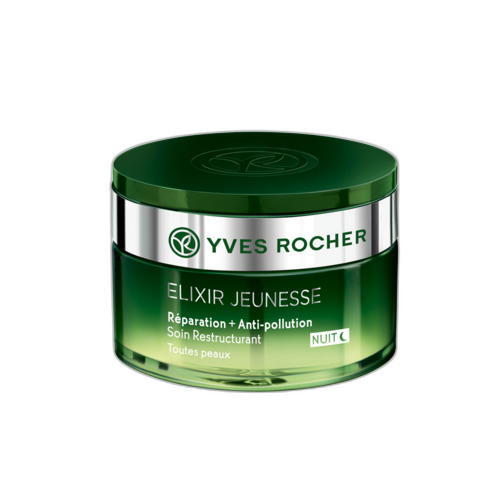 YVES ROCHER
ELIXIR JEUNESSE
Réparation + Anti-pollution
Soin Restructurant
NUIT
Toutes peaux